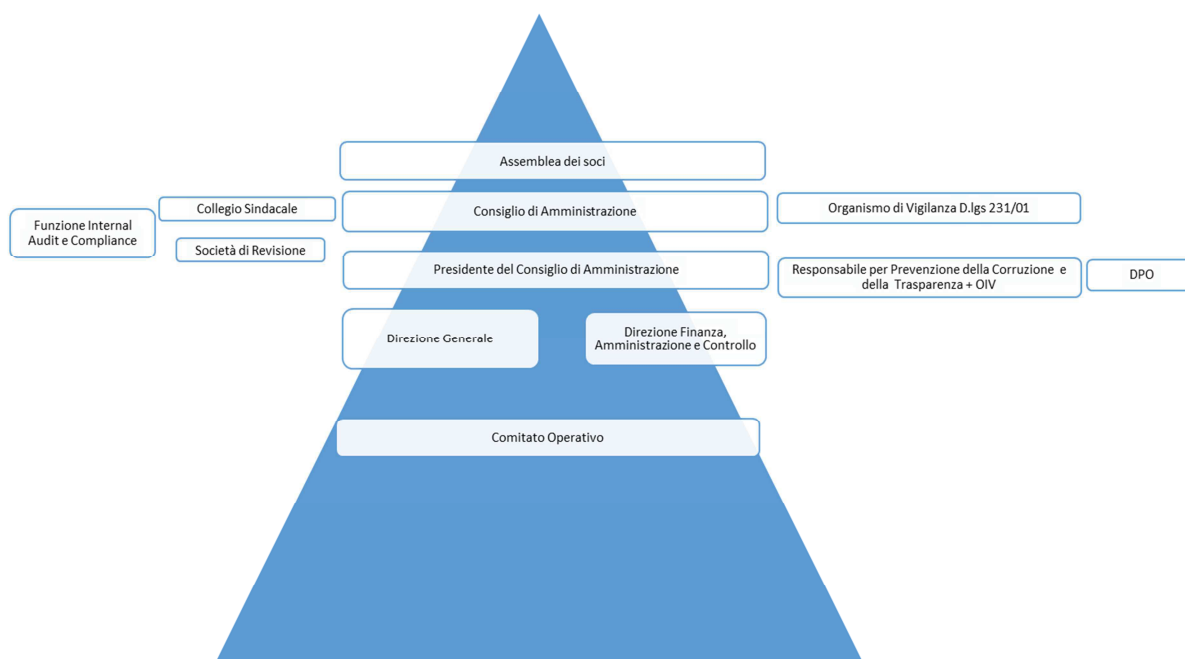 Assemblea dei soci
Collegio Sindacale
Consiglio di Amministrazione
Organismo di Vigilanza D.lgs 231/01
Funzione Internal
Audit e Compliance
Società di Revisione
Presidente del Consiglio di Amministrazione
Responsabile per Prevenzione della Corruzione e
della Trasparenza + OIV
DPO
Direzione Generale
Direzione Finanza,
Amministrazione e Controllo
Comitato Operativo